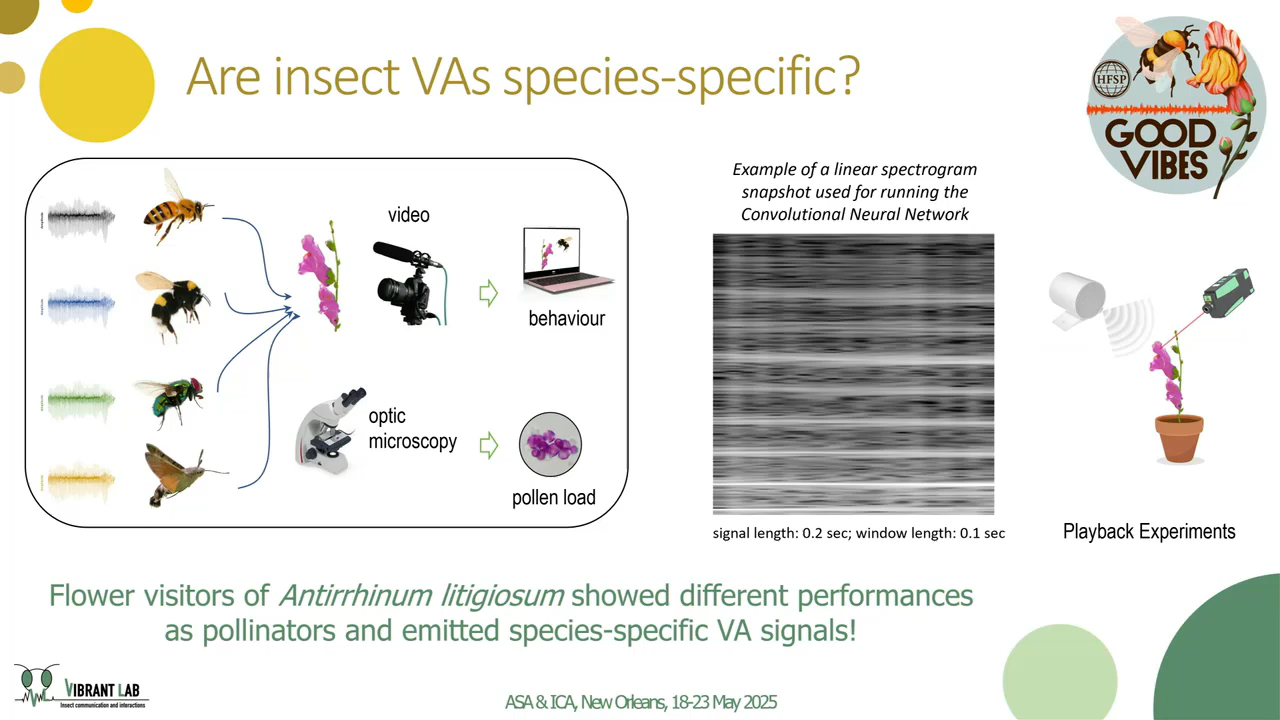 Are insect VAs species-specific?
HFSP
GOOD
VIBES
video
behaviour
optic
microscopy
pollen load
Example of a linear spectrogram
snapshot used for running the
Convolutional Neural Network
signal length: 0.2 sec; window length: 0.1 sec
Playback Experiments
Flower visitors of Antirrhinum litigiosum showed different performances
as pollinators and emitted species-specific VA signals!
VIBRANT LAB
Insect communication and interactions
ASA & ICA, New Orleans, 18-23 May 2025